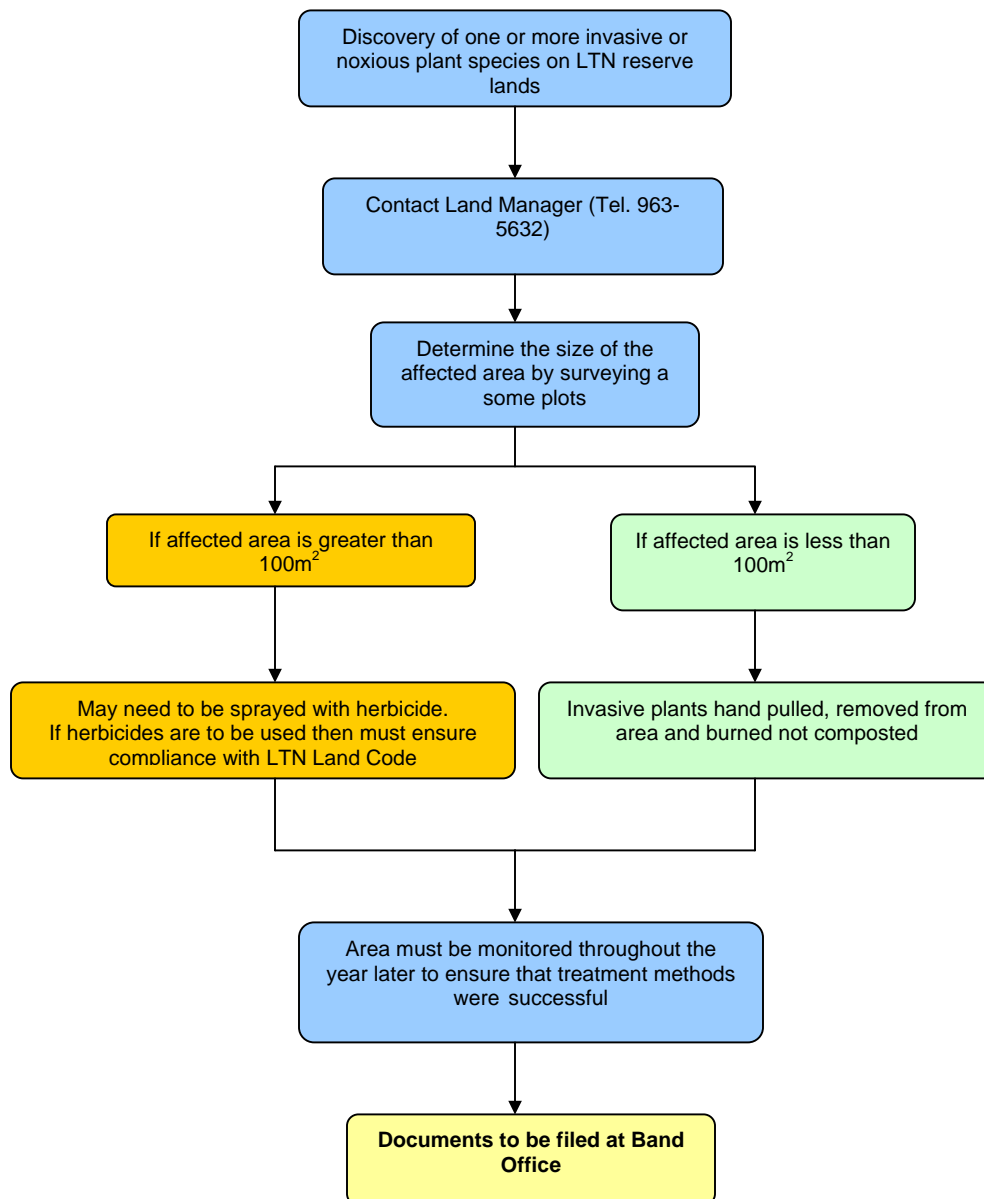 Discovery of one or more invasive or
noxious plant species on LTN reserve
lands
Contact Land Manager (Tel. 963-
5632)
Determine the size of the
affected area by surveying a
some plots
If affected area is greater than
100m²
If affected area is less than
100m²
May need to be sprayed with herbicide.
If herbicides are to be used then must ensure
compliance with LTN Land Code
Invasive plants hand pulled, removed from
area and burned not composted
Area must be monitored throughout the
year later to ensure that treatment methods
were successful
Documents to be filed at Band
Office